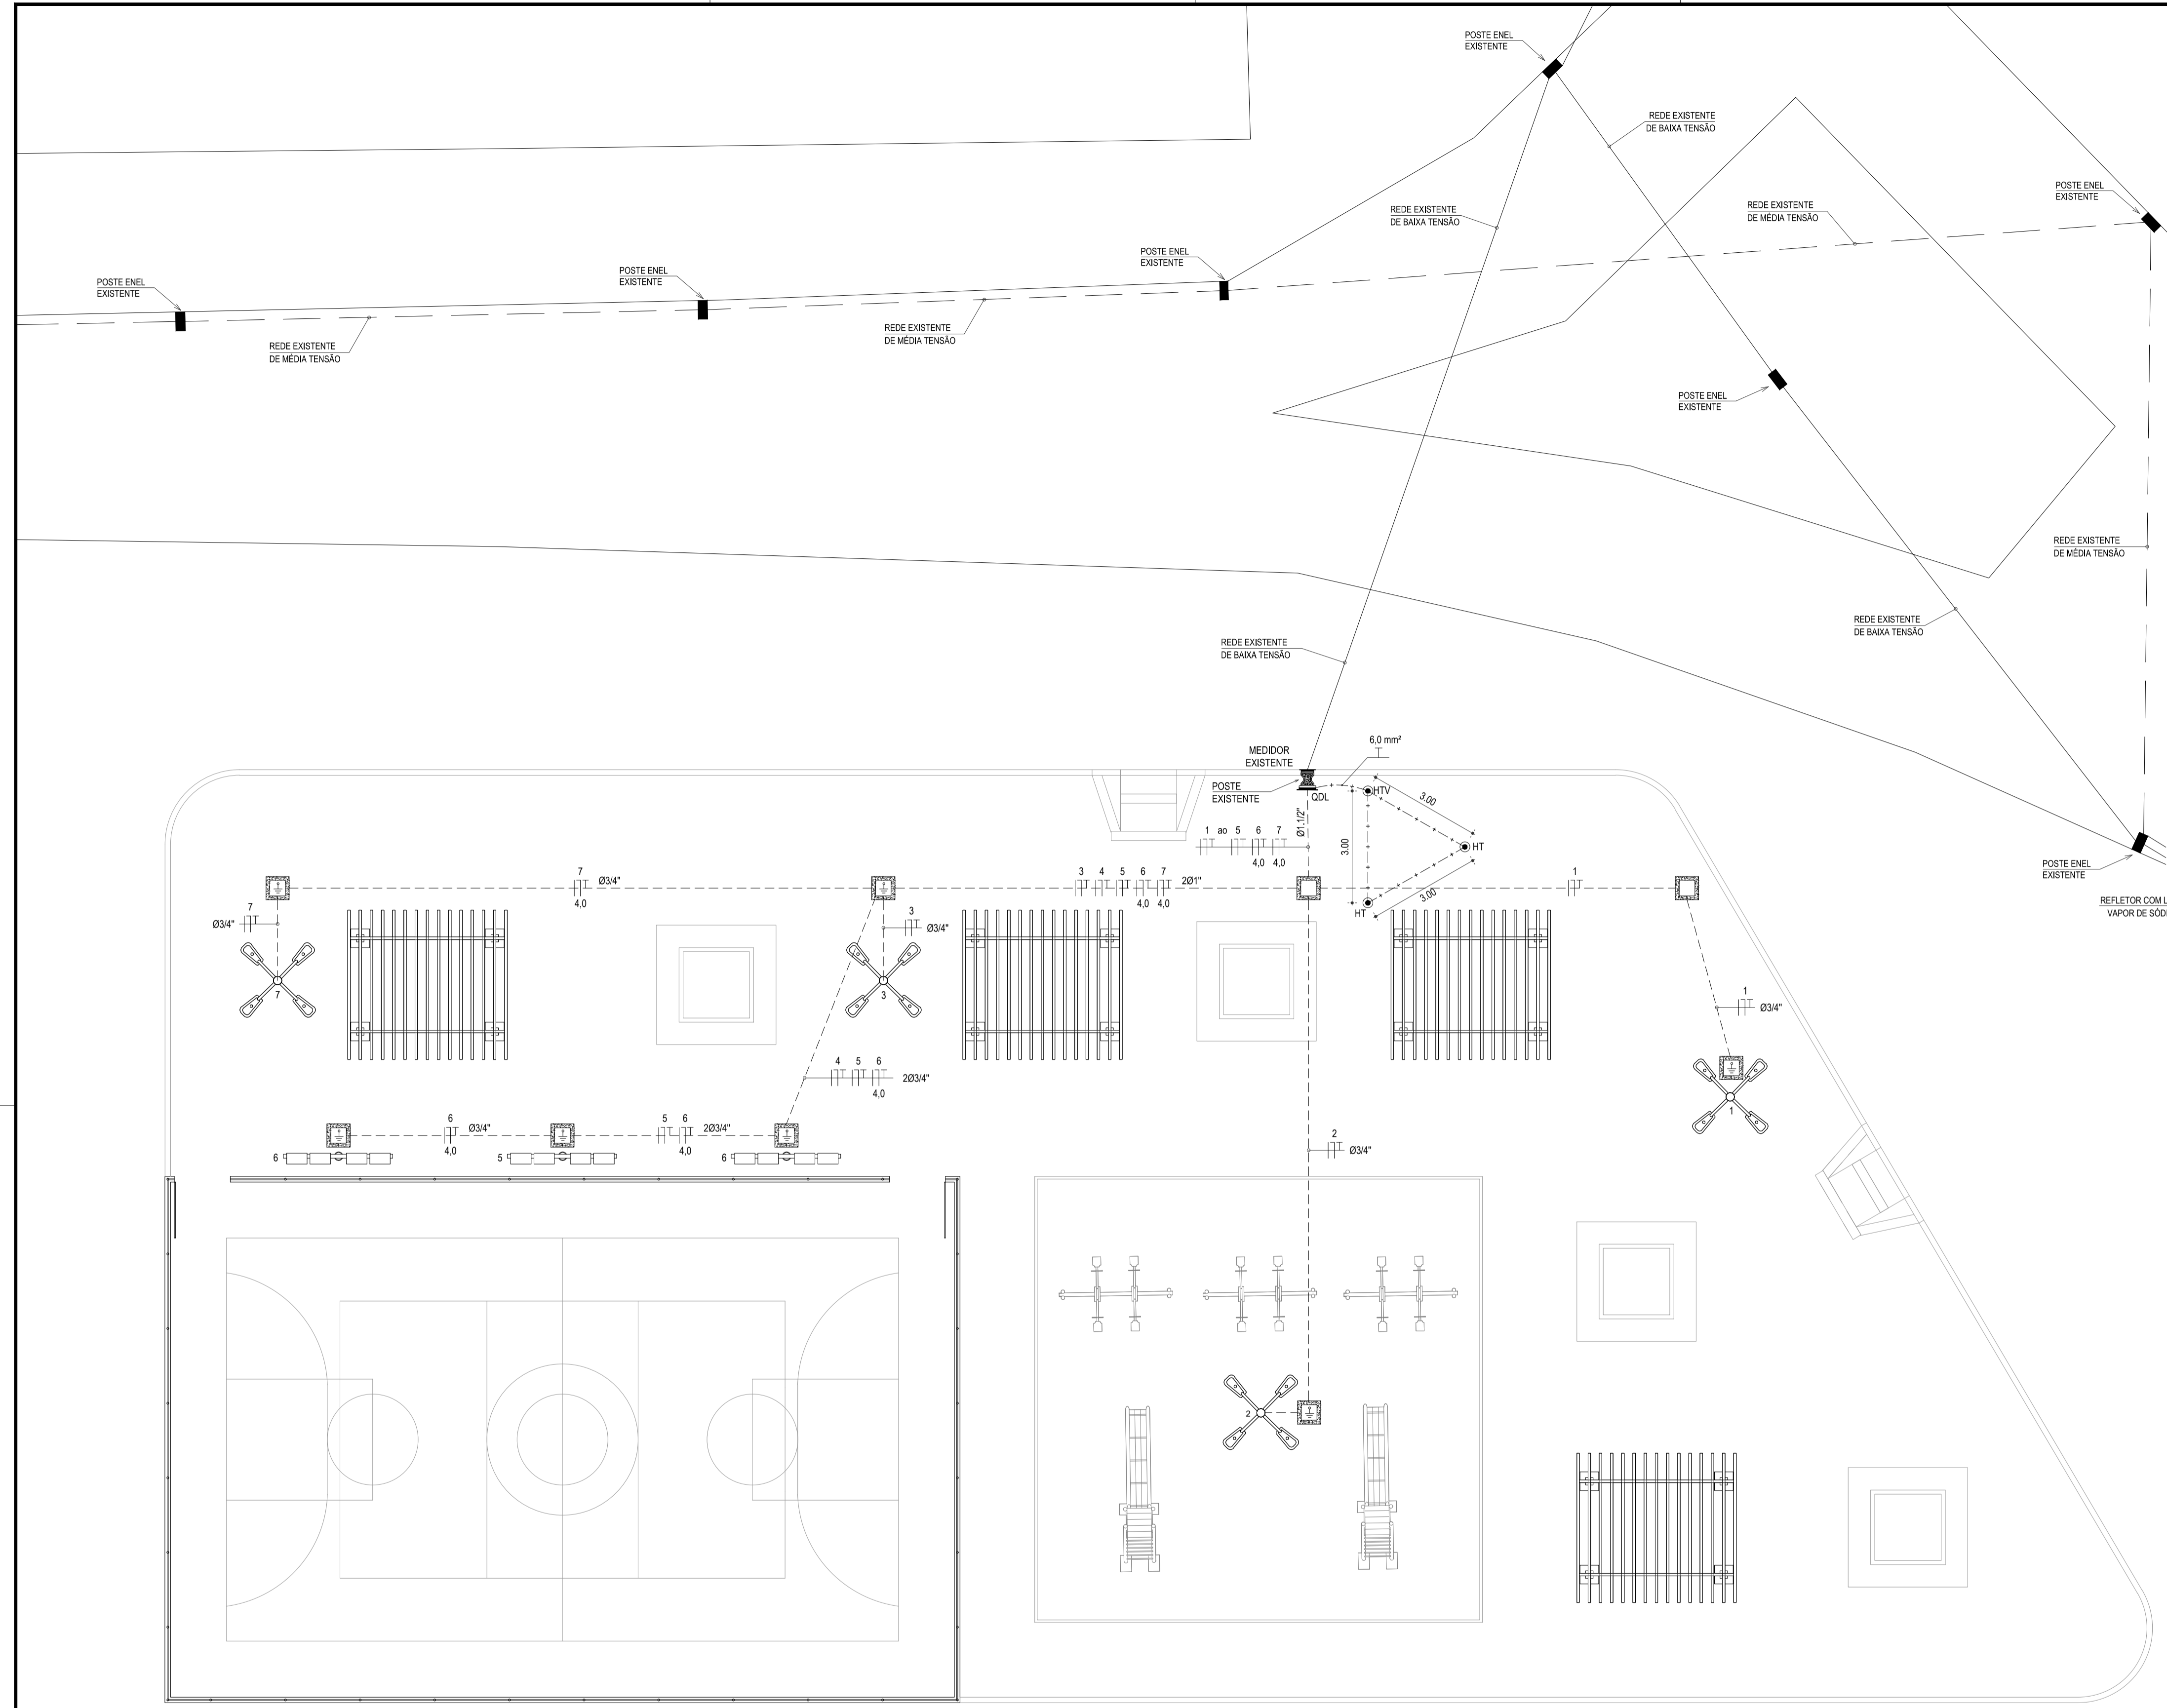 POSTE ENEL
EXISTENTE
REDE EXISTENTE
DE BAIXA TENSÃO
POSTE ENEL
EXISTENTE
REDE EXISTENTE
DE MÉDIA TENSÃO
REDE EXISTENTE
DE BAIXA TENSÃO
POSTE ENEL
EXISTENTE
POSTE ENEL
EXISTENTE
POSTE ENEL
EXISTENTE
REDE EXISTENTE
DE MÉDIA TENSÃO
REDE EXISTENTE
DE MÉDIA TENSÃO
POSTE ENEL
EXISTENTE
REDE EXISTENTE
DE MÉDIA TENSÃO
REDE EXISTENTE
DE BAIXA TENSÃO
REDE EXISTENTE
DE BAIXA TENSÃO
6,0 mm²
MEDIDOR
EXISTENTE
POSTE
EXISTENTE
QDL
HTV
3.00
Ø1.1/2"
1 ao 5 6 7
4,0 4,0
3.00
HT
3.00
HT
POSTE ENEL
EXISTENTE
REFLETOR COM L
VAPOR DE SÓD
7
Ø3/4"
4,0
3 4 5 6 7
2Ø1"
4,0 4,0
1
7
Ø3/4"
3
Ø3/4"
7
3
1
Ø3/4"
4 5 6
2Ø3/4"
4,0
1
6
Ø3/4"
4,0
5 6
2Ø3/4"
4,0
2
Ø3/4"
6
5
6
2